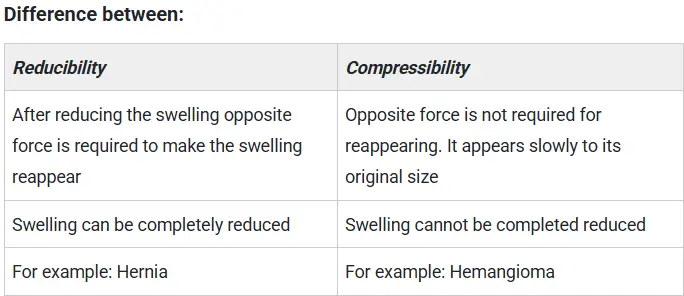 Difference between:
Reducibility
Compressibility
After reducing the swelling opposite
force is required to make the swelling
reappear
Opposite force is not required for
reappearing. It appears slowly to its
original size
Swelling can be completely reduced
Swelling cannot be completed reduced
For example: Hernia
For example: Hemangioma